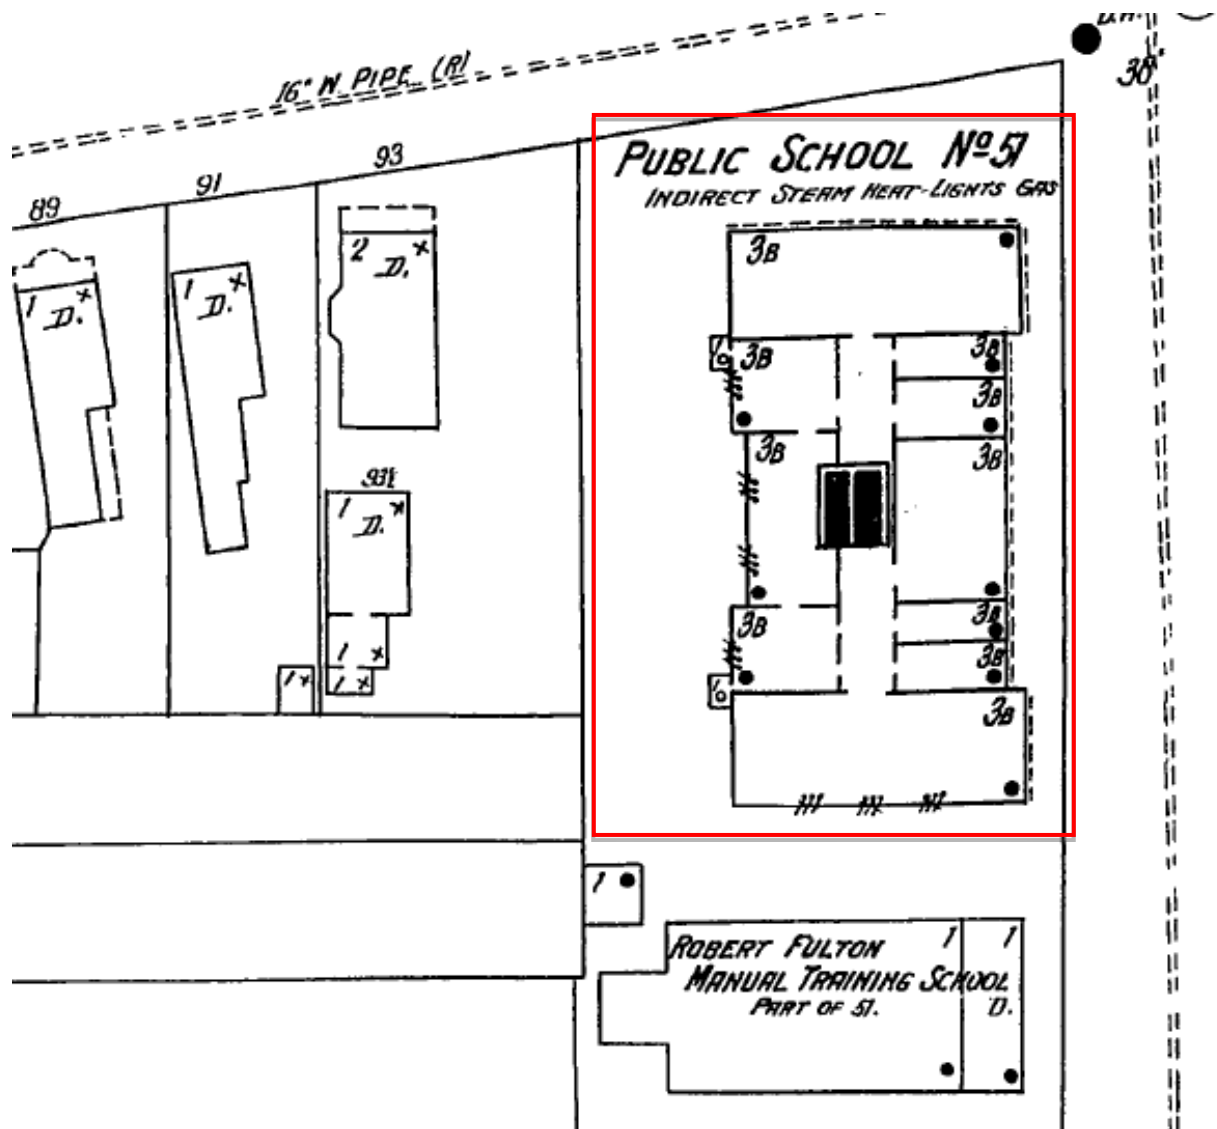 D.H.
16" W. PIPE (R)
93
91
89
PUBLIC SCHOOL Nº 51
INDIRECT STEAM HEAT-LIGHTS GAS
3B
2 D. x
1 D. x
1 D. x
3B
3B
3B
3B
3B
93½
1 D. x
3B
3B
3B
1 x
1 x
1 x
3B
1
ROBERT FULTON
MANUAL TRAINING SCHOOL
PART OF 51.
1
1
D.